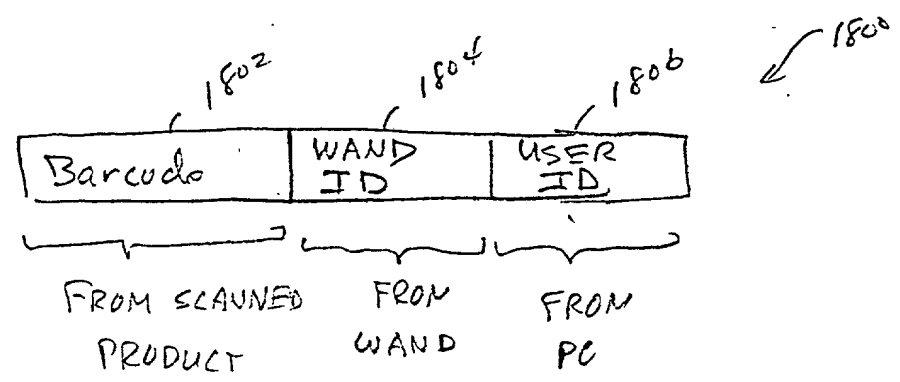 1800
1802
1804
1806
Barcode
WAND
ID
USER
ID
FROM SCANNED
PRODUCT
FROM
WAND
FROM
PC